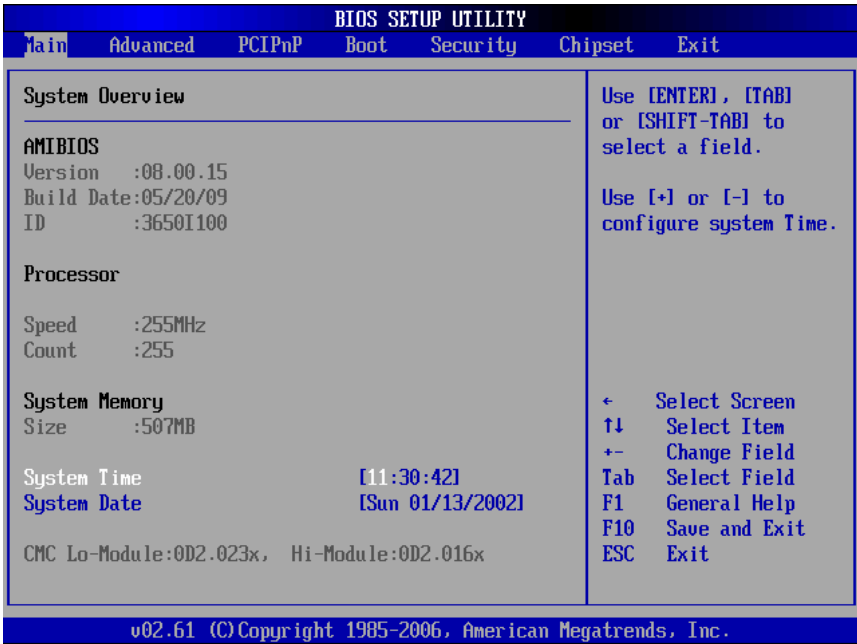 BIOS SETUP UTILITY
Main Advanced PCIPnP Boot Security Chipset Exit
System Overview
AMIBIOS
Version :08.00.15
Build Date:05/20/09
ID :3650I100
Processor
Speed :255MHz
Count :255
System Memory
Size :507MB
System Time [11:30:42]
System Date [Sun 01/13/2002]
CMC Lo-Module:0D2.023x, Hi-Module:0D2.016x
Use [ENTER], [TAB]
or [SHIFT-TAB] to
select a field.
Use [+] or [-] to
configure system Time.
← Select Screen
↑↓ Select Item
+- Change Field
Tab Select Field
F1 General Help
F10 Save and Exit
ESC Exit
v02.61 (C)Copyright 1985-2006, American Megatrends, Inc.